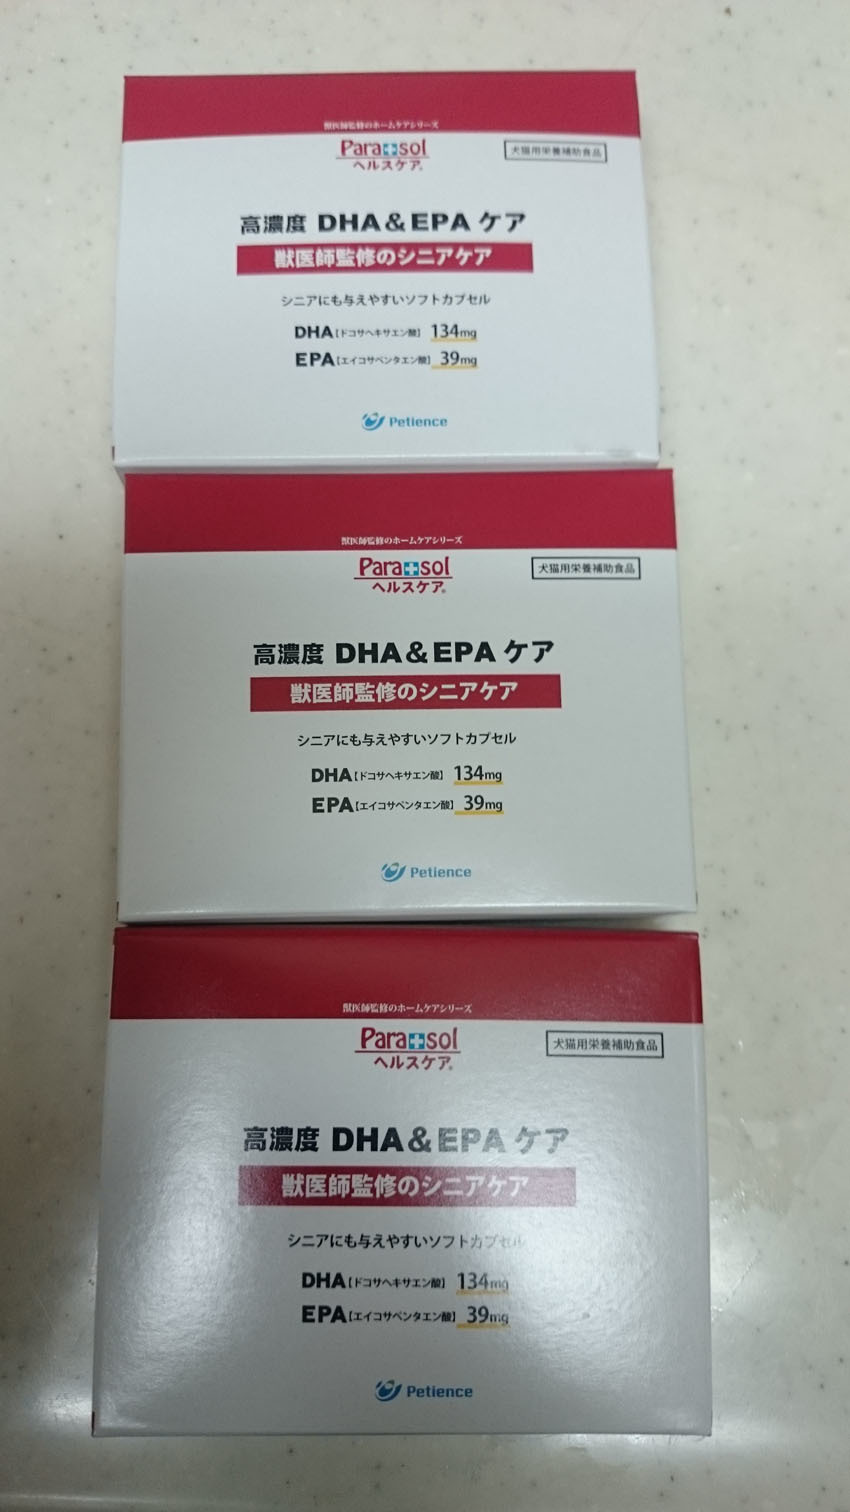 獣医師監修のホームケアシリーズ
Para sol
ヘルスケア®
犬猫用栄養補助食品
高濃度 DHA&EPA ケア
獣医師監修のシニアケア
シニアにも与えやすいソフトカプセル
DHA【ドコサヘキサエン酸】 134mg
EPA【エイコサペンタエン酸】 39mg
Petience
獣医師監修のホームケアシリーズ
Para sol
ヘルスケア®
犬猫用栄養補助食品
高濃度 DHA&EPA ケア
獣医師監修のシニアケア
シニアにも与えやすいソフトカプセル
DHA【ドコサヘキサエン酸】 134mg
EPA【エイコサペンタエン酸】 39mg
Petience
獣医師監修のホームケアシリーズ
Para sol
ヘルスケア®
犬猫用栄養補助食品
高濃度 DHA&EPA ケア
獣医師監修のシニアケア
シニアにも与えやすいソフトカプセル
DHA【ドコサヘキサエン酸】 134mg
EPA【エイコサペンタエン酸】 39mg
Petience